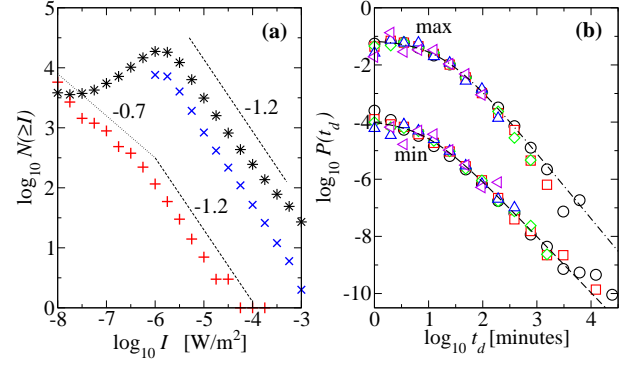 (a)
(b)
5
4
3
2
1
0
log10 N(≥I)
-0.7
-1.2
-1.2
-8 -7 -6 -5 -4 -3
log10 I [W/m2]
0
-2
-4
-6
-8
-10
log10 P(td)
max
min
0 1 2 3 4
log10 td [minutes]